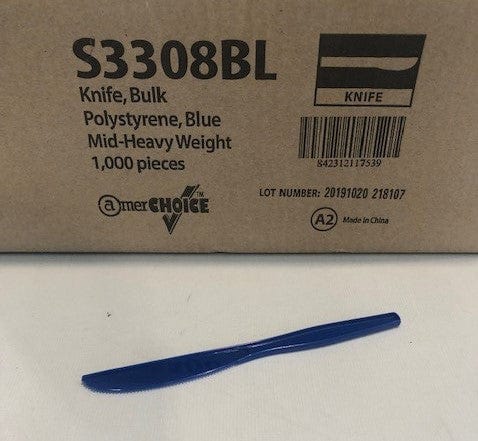 S3308BL
Knife, Bulk
Polystyrene, Blue
Mid-Heavy Weight
1,000 pieces
KNIFE
842312117539
LOT NUMBER: 20191020 218107
amerCHOICE™
A2 Made in China